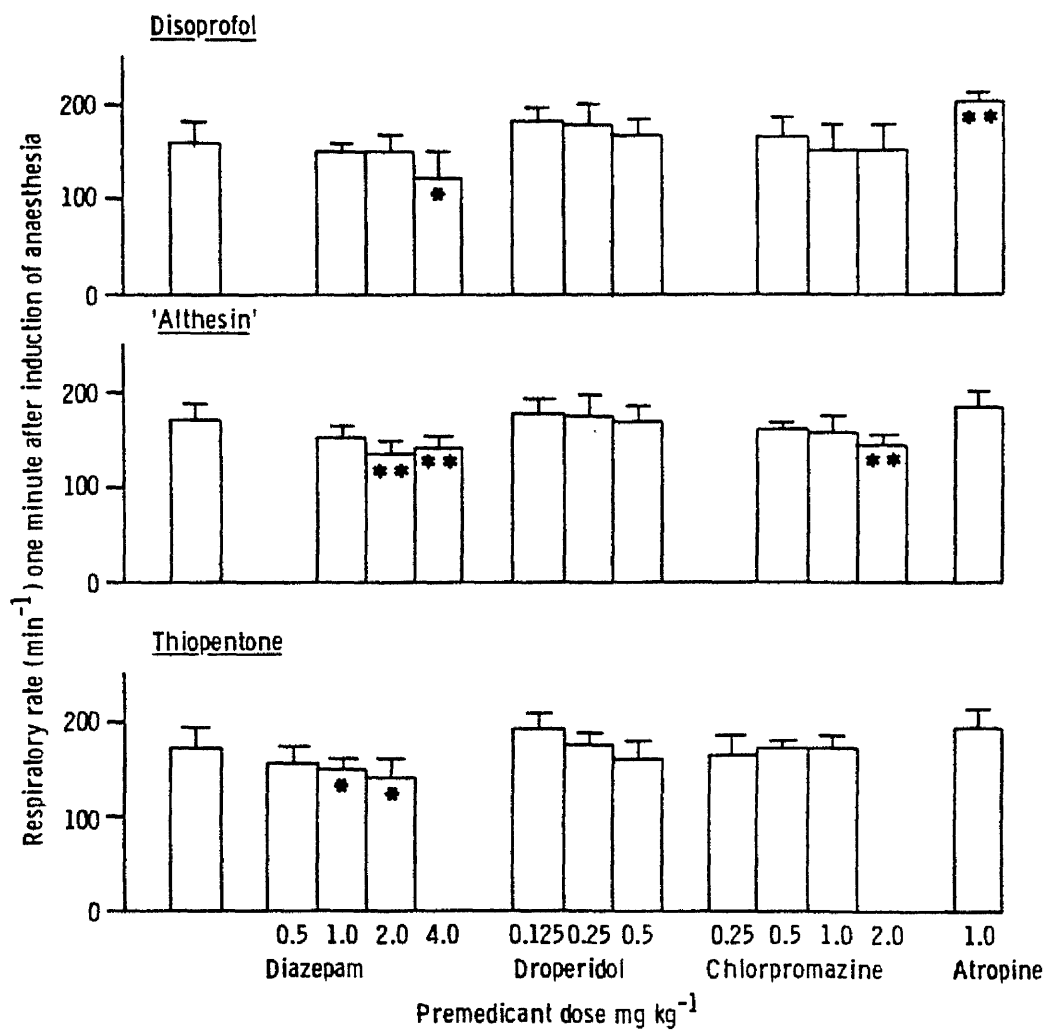 Disoprofol
200
100
0
**
*
'Althesin'
200
100
0
** **
**
Thiopentone
200
100
0
*
*
Respiratory rate (min⁻¹) one minute after induction of anaesthesia
0.5 1.0 2.0 4.0 0.125 0.25 0.5 0.25 0.5 1.0 2.0 1.0
Diazepam Droperidol Chlorpromazine Atropine
Premedicant dose mg kg⁻¹